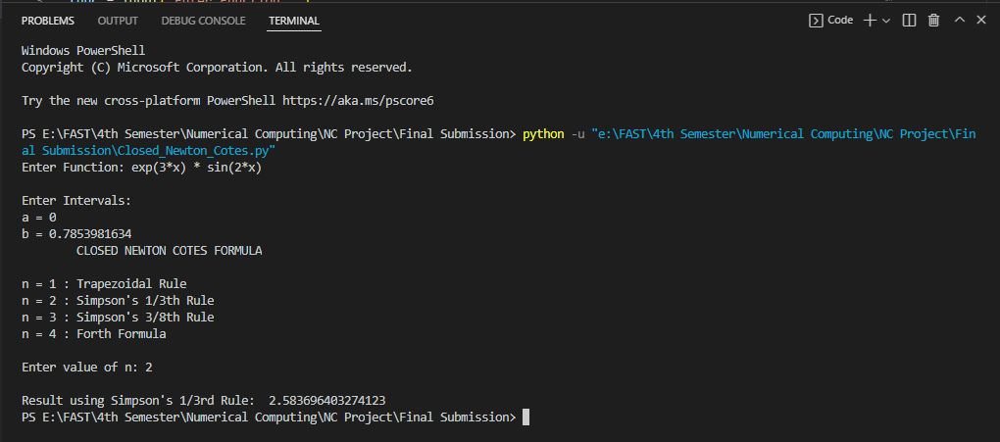 PROBLEMS OUTPUT DEBUG CONSOLE TERMINAL Code
Windows PowerShell
Copyright (C) Microsoft Corporation. All rights reserved.
Try the new cross-platform PowerShell https://aka.ms/pscore6
PS E:\FAST\4th Semester\Numerical Computing\NC Project\Final Submission> python -u "e:\FAST\4th Semester\Numerical Computing\NC Project\Fin
al Submission\Closed_Newton_Cotes.py"
Enter Function: exp(3*x) * sin(2*x)
Enter Intervals:
a = 0
b = 0.7853981634
CLOSED NEWTON COTES FORMULA
n = 1 : Trapezoidal Rule
n = 2 : Simpson's 1/3th Rule
n = 3 : Simpson's 3/8th Rule
n = 4 : Forth Formula
Enter value of n: 2
Result using Simpson's 1/3rd Rule:  2.583696403274123
PS E:\FAST\4th Semester\Numerical Computing\NC Project\Final Submission>